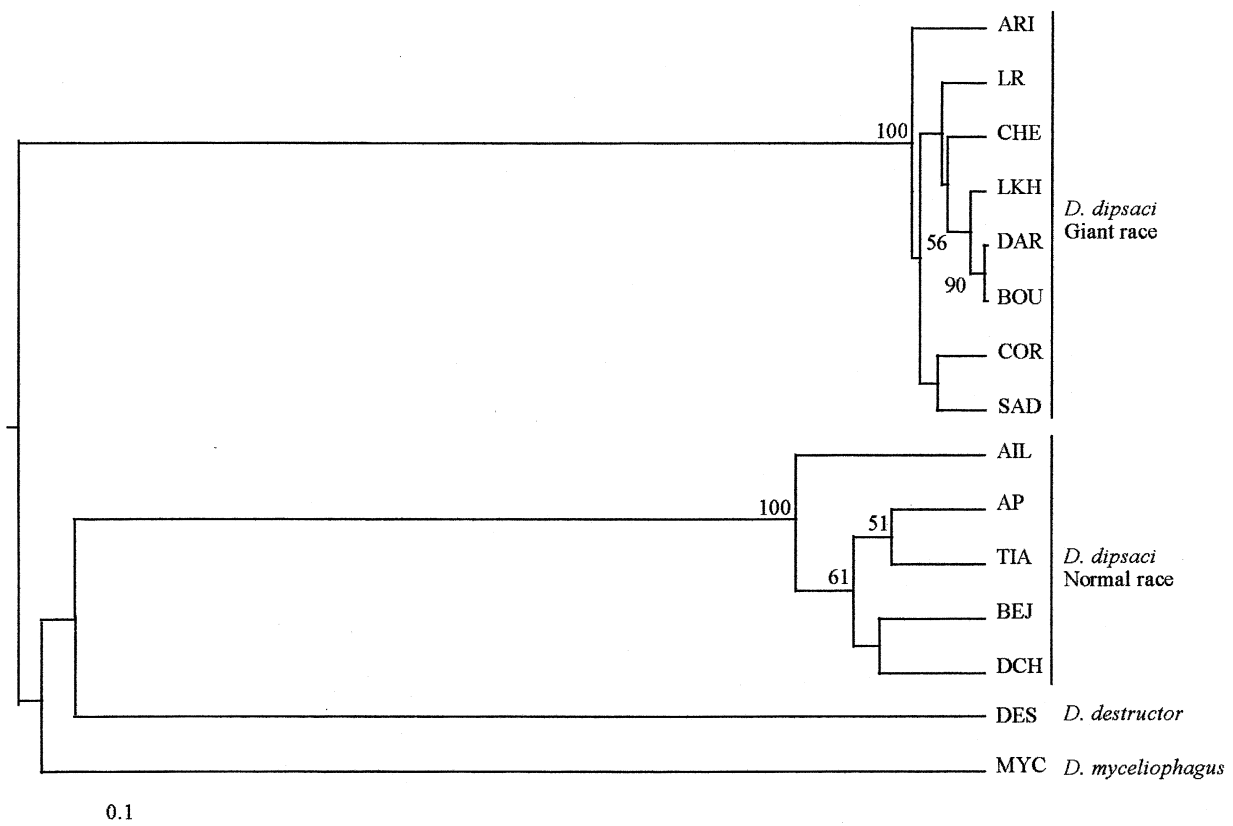 ARI
LR
100
CHE
LKH
D. dipsaci
Giant race
56
DAR
90
BOU
COR
SAD
AIL
100
AP
51
TIA
D. dipsaci
Normal race
61
BEJ
DCH
DES D. destructor
MYC D. myceliophagus
0.1